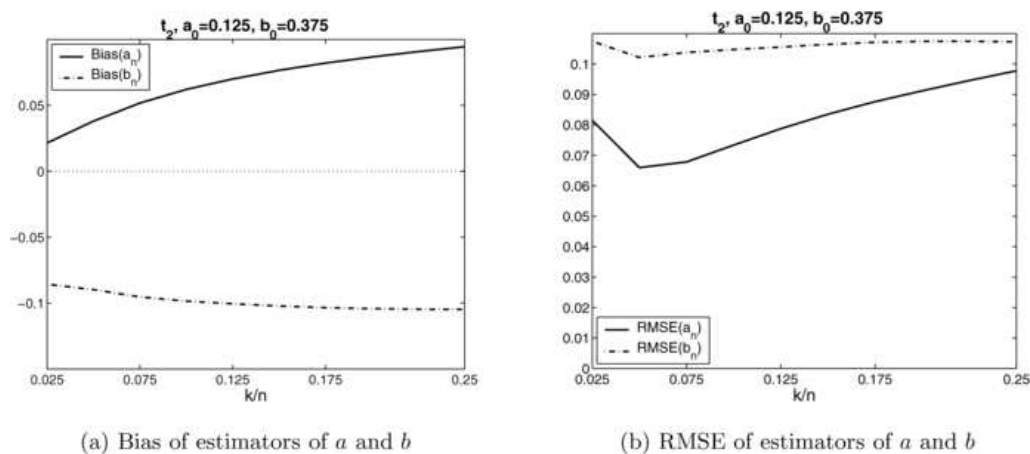 t2, a0=0.125, b0=0.375
Bias(an)
Bias(bn)
0.05
0
−0.05
−0.1
0.025 0.075 0.125 0.175 0.25
k/n
(a) Bias of estimators of a and b
t2, a0=0.125, b0=0.375
0.1
0.09
0.08
0.07
0.06
0.05
0.04
0.03
0.02
0.01
0
RMSE(an)
RMSE(bn)
0.025 0.075 0.125 0.175 0.25
k/n
(b) RMSE of estimators of a and b